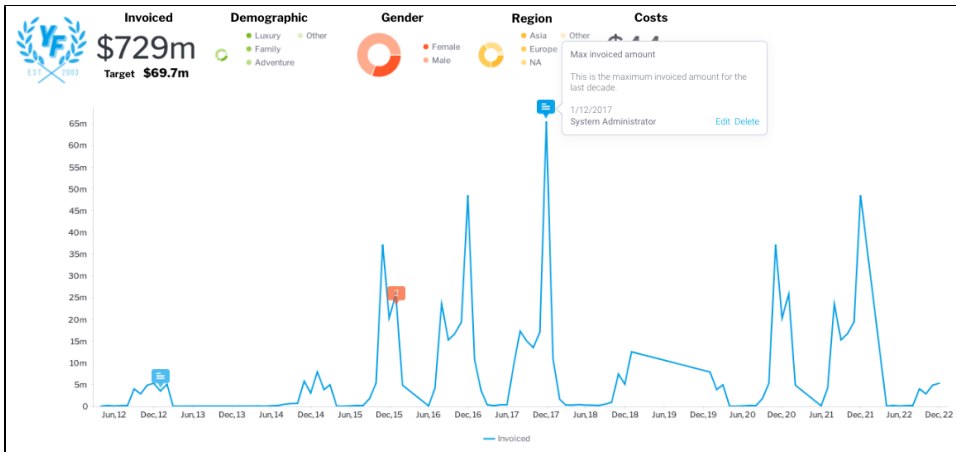 Invoiced
Demographic
Gender
Region
Costs
YF
EST 2003
$729m
Target $69.7m
Luxury
Other
Family
Adventure
Female
Male
Asia
Other
Europe
NA
Max invoiced amount
This is the maximum invoiced amount for the
last decade.
1/12/2017
System Administrator
Edit Delete
65m
60m
55m
50m
45m
40m
35m
30m
25m
20m
15m
10m
5m
0
2
Jun,12
Dec,12
Jun,13
Dec,13
Jun,14
Dec,14
Jun,15
Dec,15
Jun,16
Dec,16
Jun,17
Dec,17
Jun,18
Dec,18
Jun,19
Dec,19
Jun,20
Dec,20
Jun,21
Dec,21
Jun,22
Dec,22
Invoiced